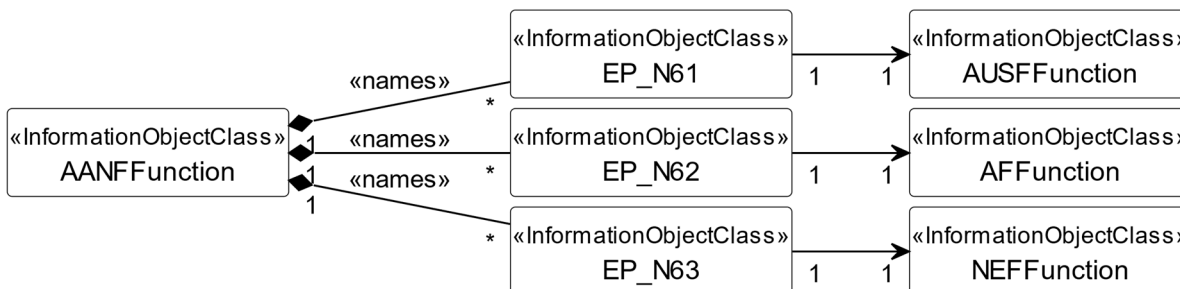 «InformationObjectClass»
EP_N61
«InformationObjectClass»
AUSFFunction
«names»
*
1
1
«InformationObjectClass»
AANFFunction
1
«names»
*
«InformationObjectClass»
EP_N62
1
1
«InformationObjectClass»
AFFunction
1
«names»
*
1
«InformationObjectClass»
EP_N63
1
1
«InformationObjectClass»
NEFFunction